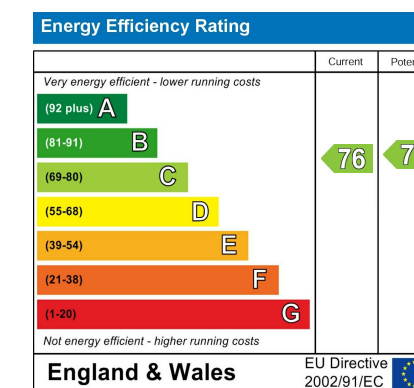 Energy Efficiency Rating
Current
Very energy efficient - lower running costs
(92 plus) A
(81-91) B
(69-80) C
(55-68) D
(39-54) E
(21-38) F
(1-20) G
76
Not energy efficient - higher running costs
England & Wales
EU Directive
2002/91/EC